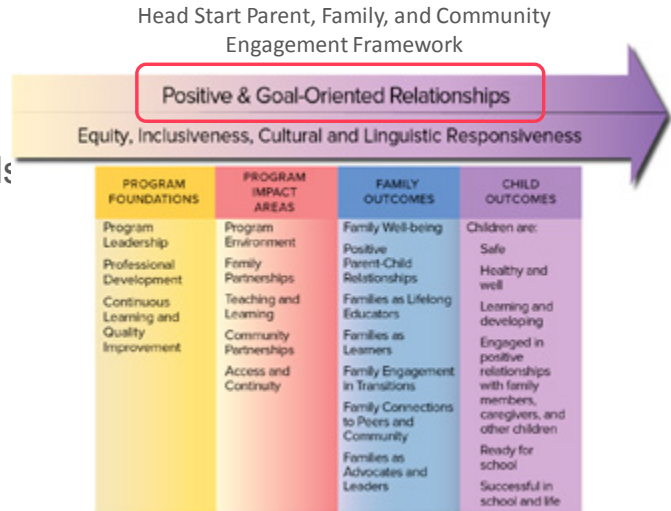 Head Start Parent, Family, and Community
Engagement Framework
Positive & Goal-Oriented Relationships
Equity, Inclusiveness, Cultural and Linguistic Responsiveness
PROGRAM
FOUNDATIONS
Program
Leadership
Professional
Development
Continuous
Learning and
Quality
Improvement
PROGRAM
IMPACT
AREAS
Program
Environment
Family
Partnerships
Teaching and
Learning
Community
Partnerships
Access and
Continuity
FAMILY
OUTCOMES
Family Well-being
Positive
Parent-Child
Relationships
Families as Lifelong
Educators
Families as
Learners
Family Engagement
in Transitions
Family Connections
to Peers and
Community
Families as
Advocates and
Leaders
CHILD
OUTCOMES
Children are:
Safe
Healthy and
well
Learning and
developing
Engaged in
positive
relationships
with family
members,
caregivers, and
other children
Ready for
school
Successful in
school and life